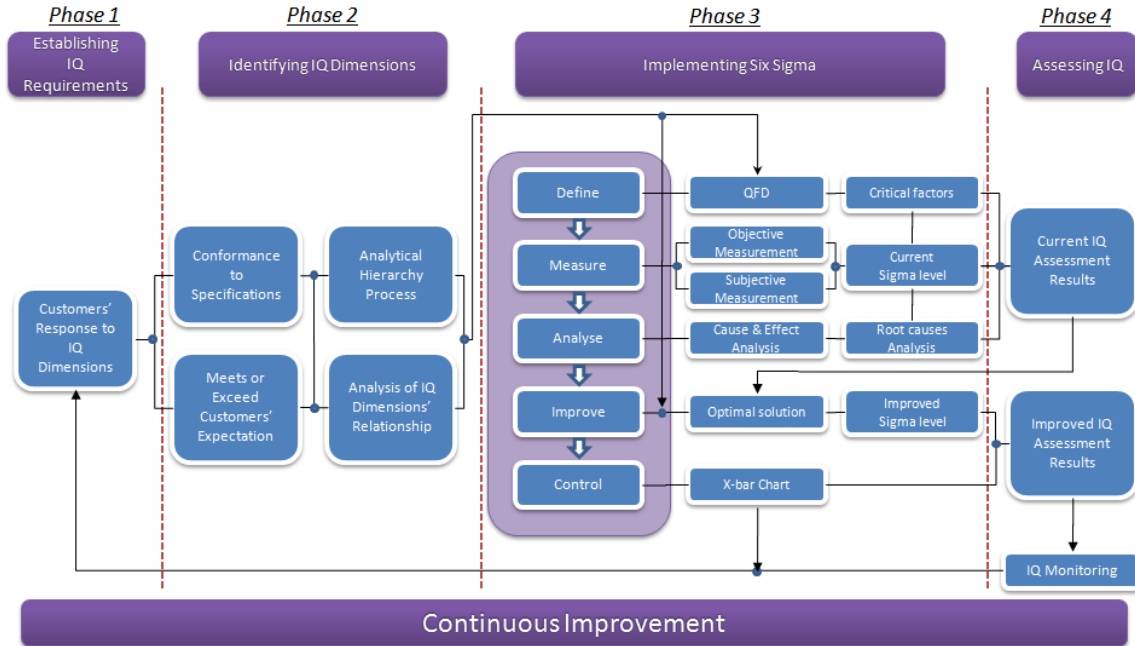 Phase 1
Phase 2
Phase 3
Phase 4
Establishing
IQ
Requirements
Identifying IQ Dimensions
Implementing Six Sigma
Assessing IQ
Customers'
Response to
IQ
Dimensions
Conformance
to
Specifications
Meets or
Exceed
Customers'
Expectation
Analytical
Hierarchy
Process
Analysis of IQ
Dimensions'
Relationship
Define
QFD
Critical factors
Measure
Objective
Measurement
Subjective
Measurement
Current
Sigma level
Analyse
Cause & Effect
Analysis
Root causes
Analysis
Improve
Optimal solution
Improved
Sigma level
Control
X-bar Chart
Current IQ
Assessment
Results
Improved IQ
Assessment
Results
IQ Monitoring
Continuous Improvement